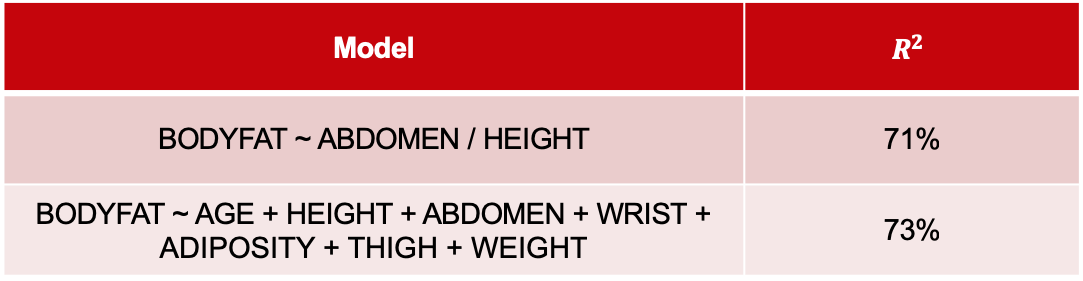 Model
R²
BODYFAT ~ ABDOMEN / HEIGHT
71%
BODYFAT ~ AGE + HEIGHT + ABDOMEN + WRIST +
ADIPOSITY + THIGH + WEIGHT
73%